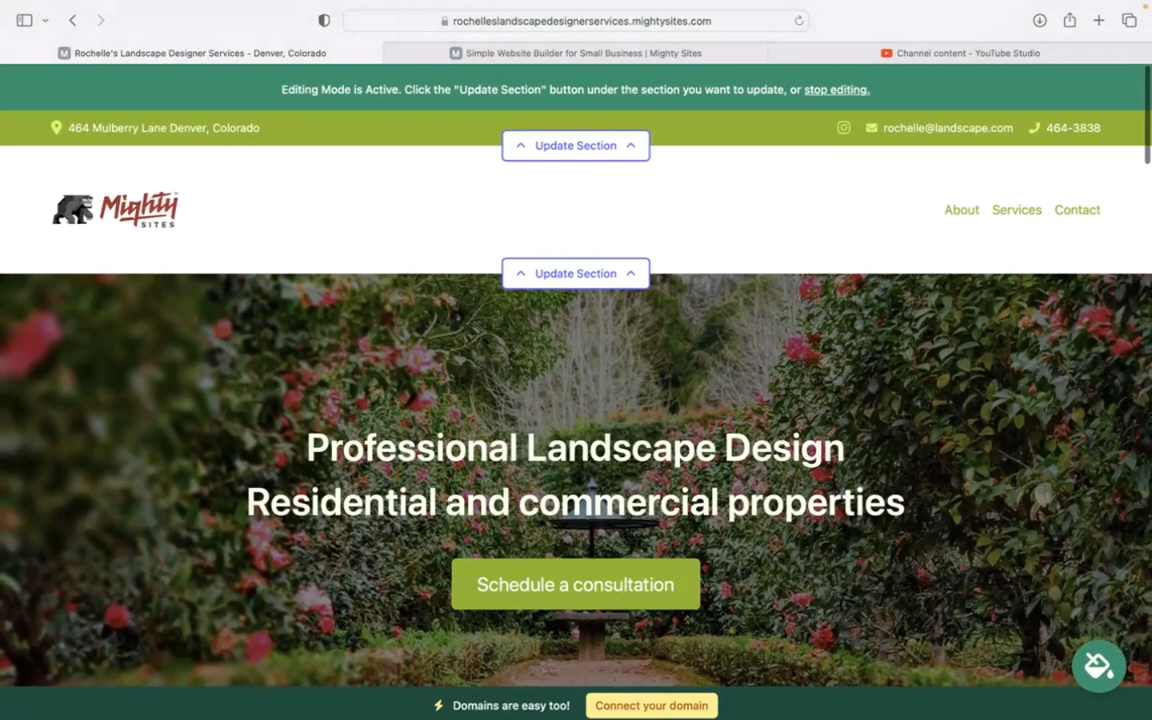 rochelleslandscapedesignerservices.mightysites.com
M Rochelle's Landscape Designer Services - Denver, Colorado
M Simple Website Builder for Small Business | Mighty Sites
Channel content - YouTube Studio
Editing Mode is Active. Click the "Update Section" button under the section you want to update, or stop editing.
464 Mulberry Lane Denver, Colorado
rochelle@landscape.com
464-3838
Update Section
Mighty
SITES
About
Services
Contact
Update Section
Professional Landscape Design
Residential and commercial properties
Schedule a consultation
Domains are easy too!
Connect your domain